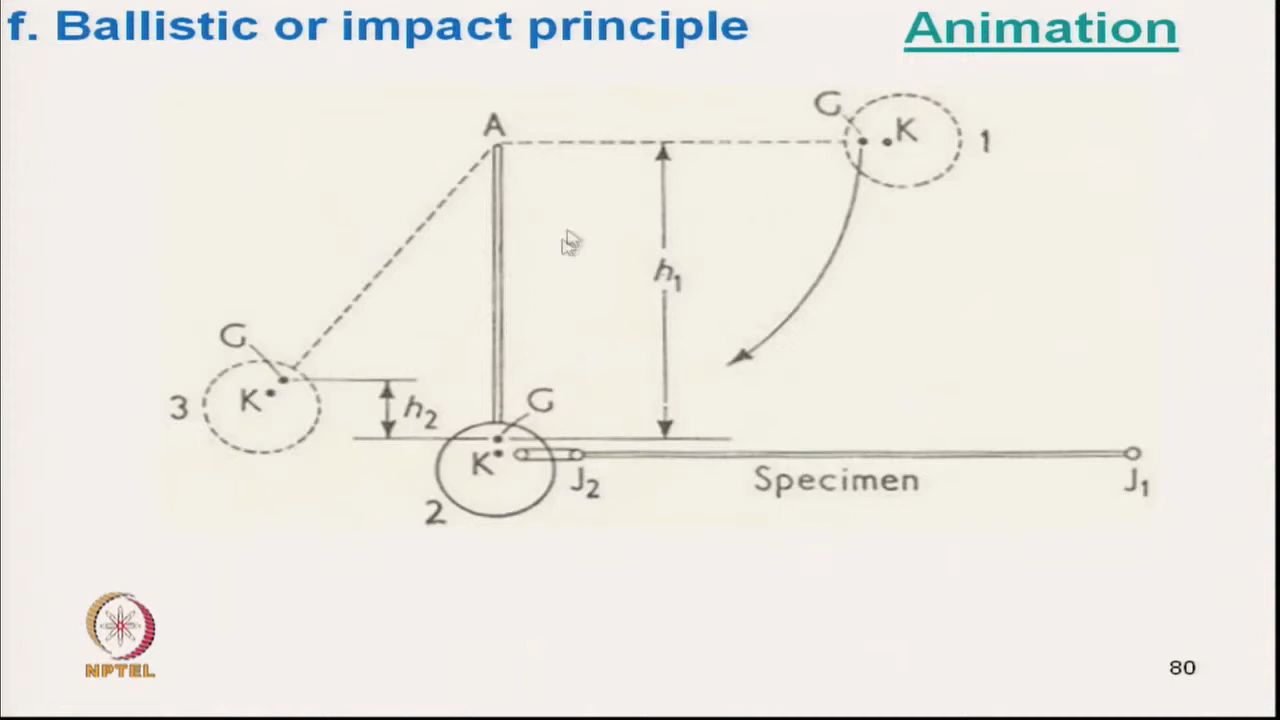 f. Ballistic or impact principle
Animation
A
G
K
1
h1
G
K
3
h2
G
K
2
J2
Specimen
J1
NPTEL
80